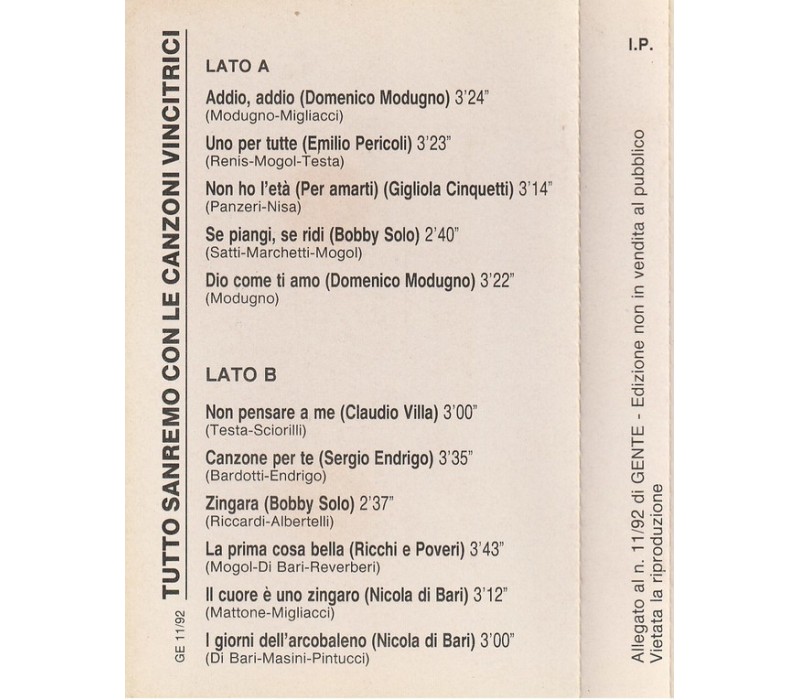 TUTTO SANREMO CON LE CANZONI VINCITRICI
GE 11/92
LATO A
Addio, addio (Domenico Modugno) 3'24"
(Modugno-Migliacci)
Uno per tutte (Emilio Pericoli) 3'23"
(Renis-Mogol-Testa)
Non ho l'età (Per amarti) (Gigliola Cinquetti) 3'14"
(Panzeri-Nisa)
Se piangi, se ridi (Bobby Solo) 2'40"
(Satti-Marchetti-Mogol)
Dio come ti amo (Domenico Modugno) 3'22"
(Modugno)
LATO B
Non pensare a me (Claudio Villa) 3'00"
(Testa-Sciorilli)
Canzone per te (Sergio Endrigo) 3'35"
(Bardotti-Endrigo)
Zingara (Bobby Solo) 2'37"
(Riccardi-Albertelli)
La prima cosa bella (Ricchi e Poveri) 3'43"
(Mogol-Di Bari-Reverberi)
Il cuore è uno zingaro (Nicola di Bari) 3'12"
(Mattone-Migliacci)
I giorni dell'arcobaleno (Nicola di Bari) 3'00"
(Di Bari-Masini-Pintucci)
I.P.
Allegato al n. 11/92 di GENTE - Edizione non in vendita al pubblico
Vietata la riproduzione